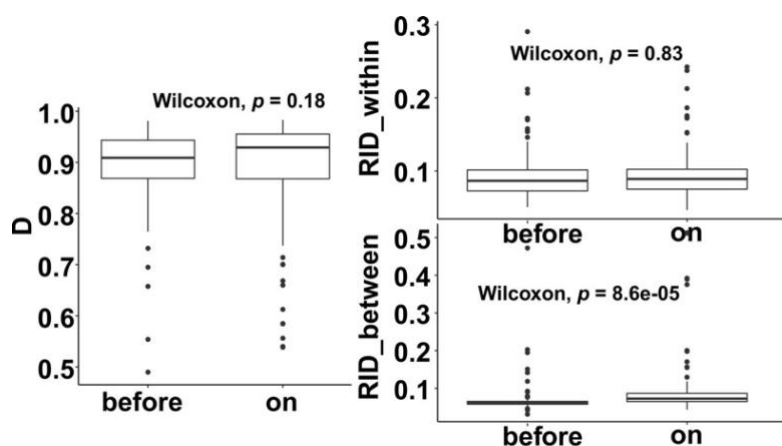 Wilcoxon, p = 0.18
1.0
0.9
0.8
0.7
0.6
0.5
D
before on
Wilcoxon, p = 0.83
0.3
0.2
0.1
RID_within
before on
Wilcoxon, p = 8.6e-05
0.5
0.4
0.3
0.2
0.1
RID_between
before on